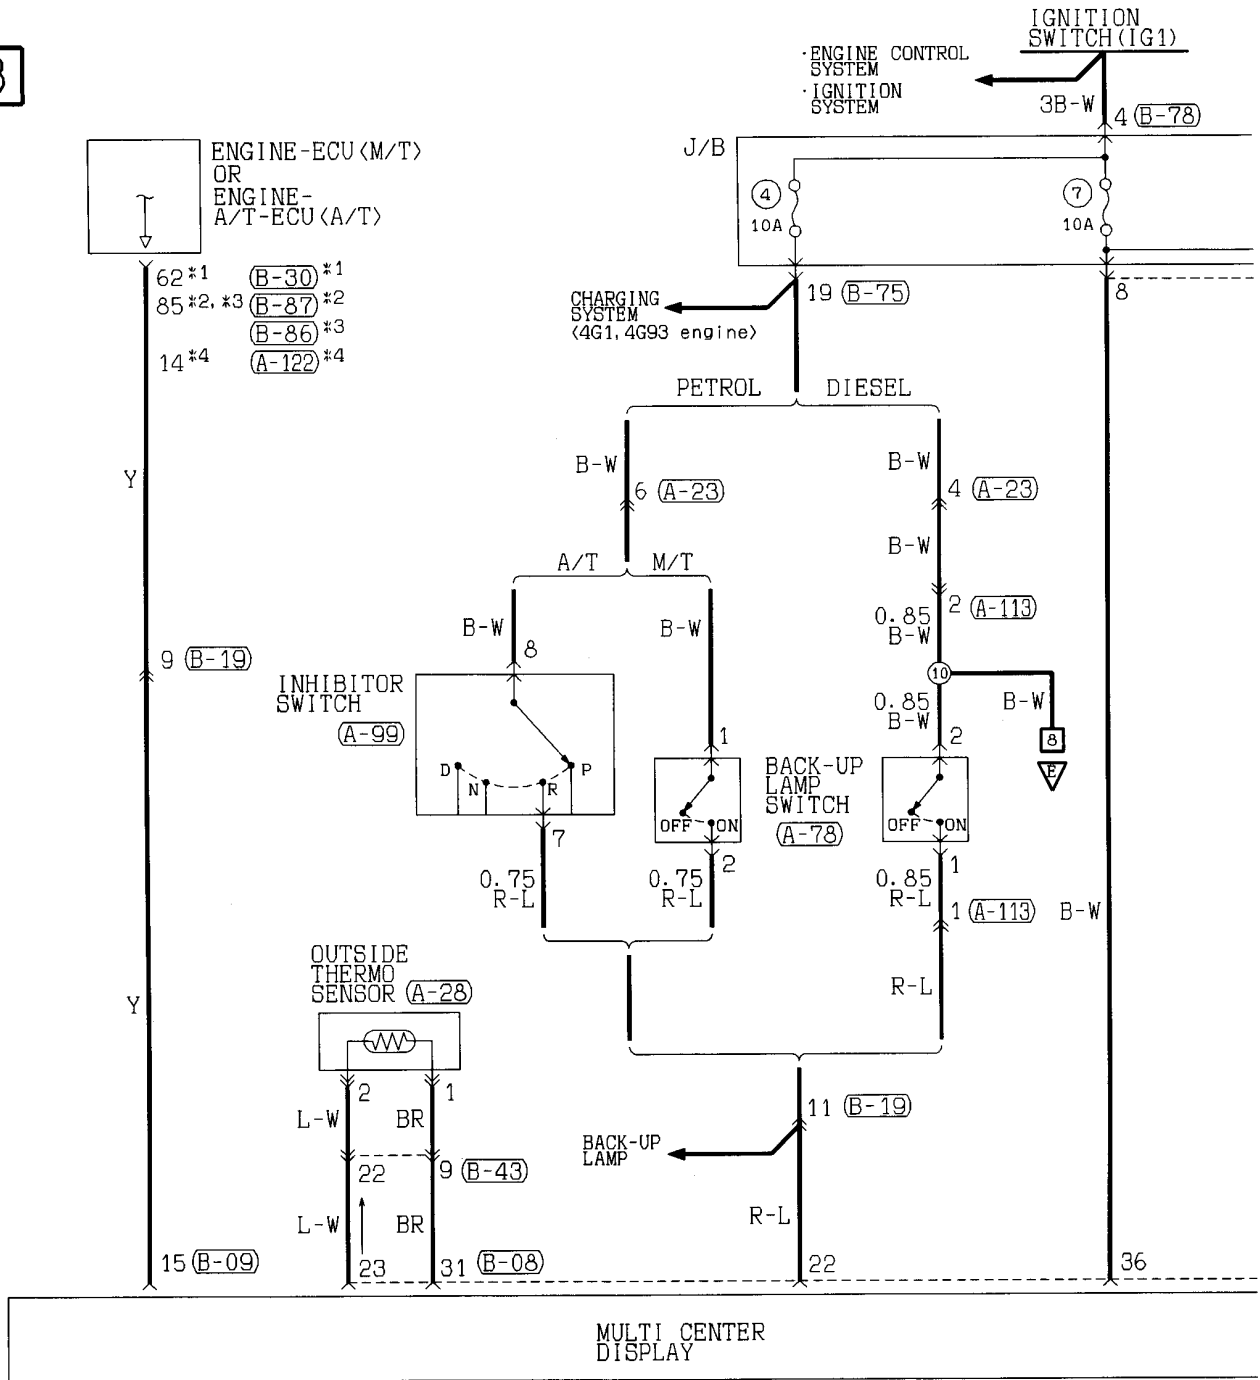 IGNITION
SWITCH(IG1)
·ENGINE CONTROL
SYSTEM
·IGNITION
SYSTEM
3B-W
4 (B-78)
J/B
4
10A
7
10A
ENGINE-ECU<M/T>
OR
ENGINE-
A/T-ECU<A/T>
62*1 (B-30)*1
85*2,*3 (B-87)*2
(B-86)*3
14*4 (A-122)*4
CHARGING
SYSTEM
<4G1,4G93 engine>
19 (B-75)
8
PETROL DIESEL
Y
B-W
B-W
6 (A-23)
4 (A-23)
B-W
A/T M/T
2 (A-113)
0.85
B-W
B-W
B-W
8
9 (B-19)
10
INHIBITOR
SWITCH
(A-99)
0.85
B-W
B-W
8
E
1
2
D
N
R
P
BACK-UP
LAMP
SWITCH
(A-78)
OFF ON
OFF ON
7
2
1
0.75
R-L
0.75
R-L
0.85
R-L
1 (A-113)
B-W
OUTSIDE
THERMO
SENSOR (A-28)
R-L
Y
2
1
L-W
BR
11 (B-19)
BACK-UP
LAMP
22
9 (B-43)
L-W
BR
R-L
15 (B-09)
23
31 (B-08)
22
36
MULTI CENTER
DISPLAY